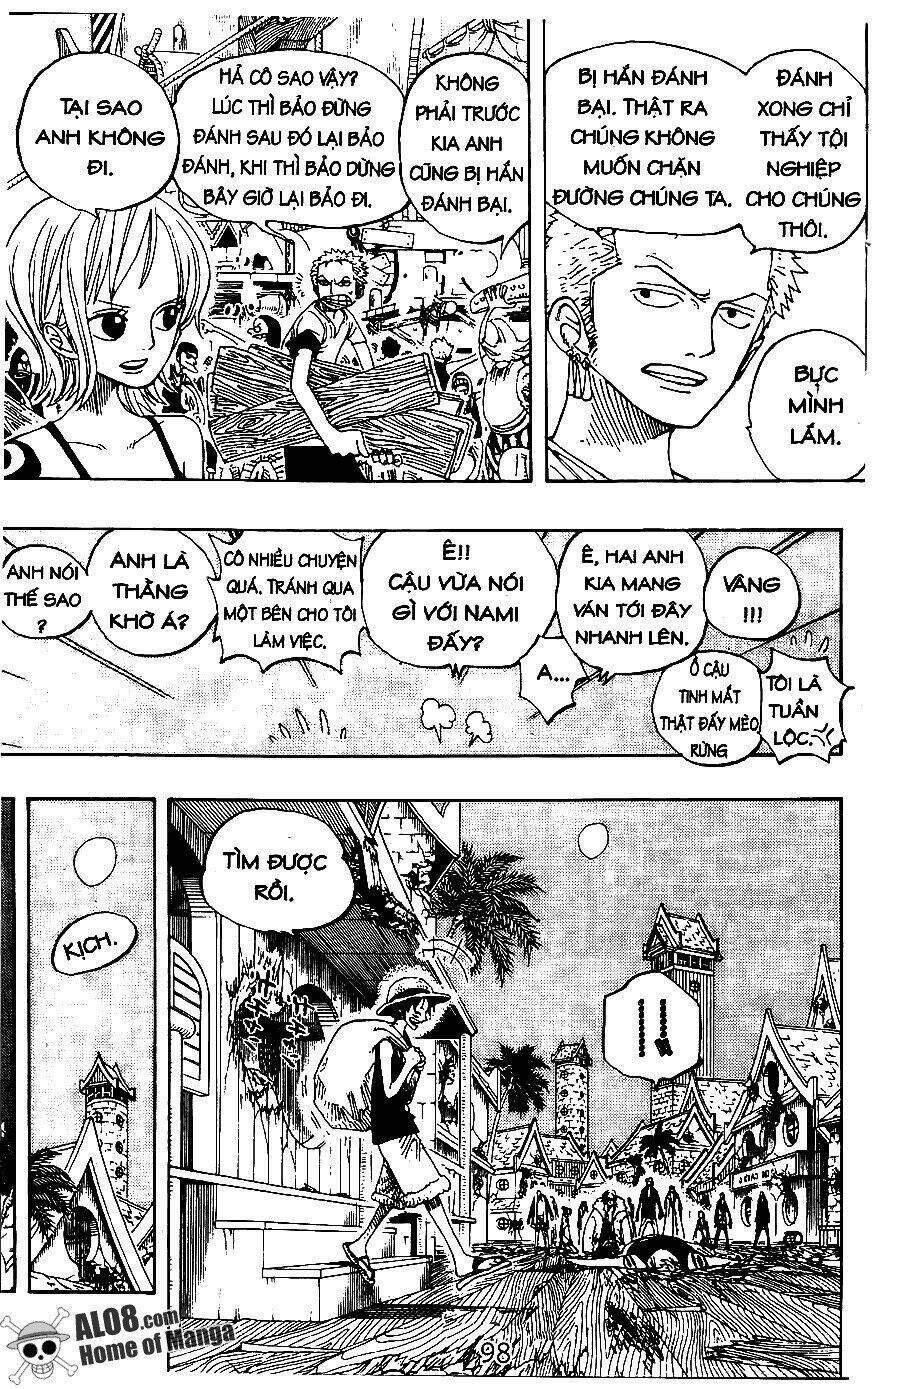 ĐÁNH
XONG CHỈ
THẤY TỘI
NGHIỆP
CHO CHÚNG
THÔI.
BỊ HẮN ĐÁNH
BẠI. THẬT RA
CHÚNG KHÔNG
MUỐN CHẶN
ĐƯỜNG CHÚNG TA.
BỰC
MÌNH
LẮM.
KHÔNG
PHẢI TRƯỚC
KIA ANH
CŨNG BỊ HẮN
ĐÁNH BẠI.
HẢ CÔ SAO VẬY?
LÚC THÌ BẢO ĐỪNG
ĐÁNH SAU ĐÓ LẠI BẢO
ĐÁNH, KHI THÌ BẢO DỪNG
BÂY GIỜ LẠI BẢO ĐI.
TẠI SAO
ANH KHÔNG
ĐI.
VÂNG
!!!
Ê, HAI ANH
KIA MANG
VÁN TỚI ĐÂY
NHANH LÊN.
TÔI LÀ
TUẦN
LỘC.
Ồ CẬU
TINH MẮT
THẬT ĐẤY MÈO
RỪNG
A...
Ê!!
CẬU VỪA NÓI
GÌ VỚI NAMI
ĐẤY?
CÔ NHIỀU CHUYỆN
QUÁ. TRÁNH QUA
MỘT BÊN CHO TÔI
LÀM VIỆC.
ANH LÀ
THẰNG
KHỜ Á?
ANH NÓI
THẾ SAO
?
TÌM ĐƯỢC
RỒI.
KỊCH.
ALO8.com
Home of Manga
98